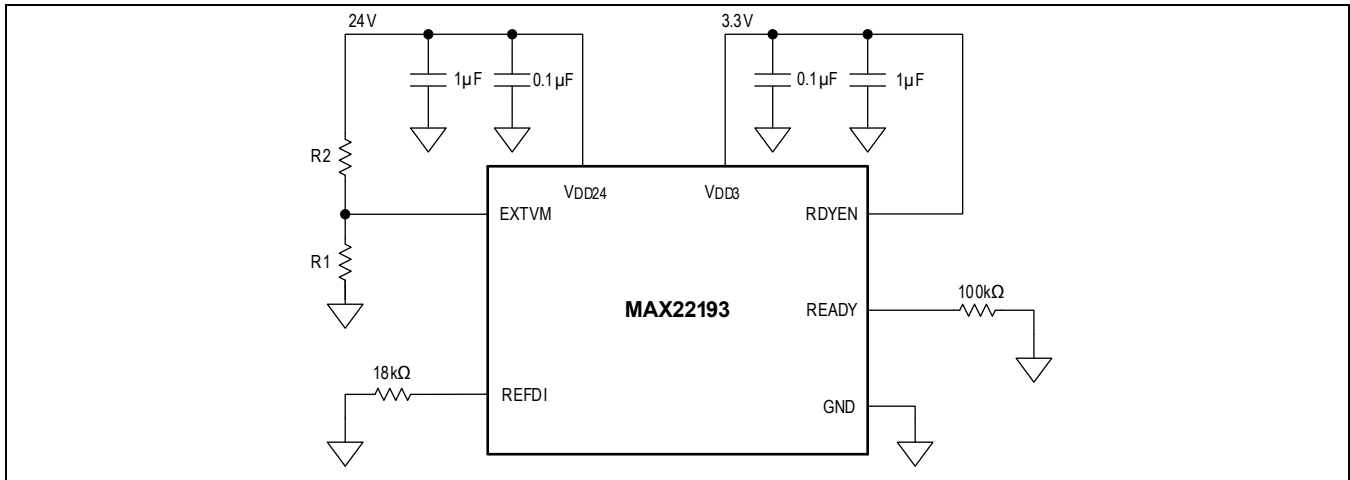 24V
3.3V
1µF
0.1µF
0.1µF
1µF
R2
VDD24
VDD3
EXTVM
RDYEN
R1
MAX22193
READY
100kΩ
18kΩ
REFDI
GND